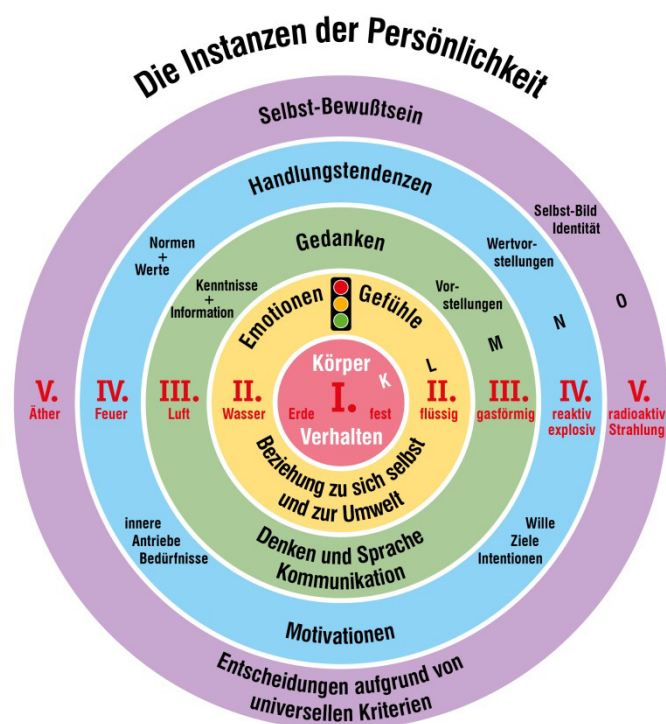 Die Instanzen der Persönlichkeit
Selbst-Bewußtsein
Handlungstendenzen
Selbst-Bild
Identität
Normen
+
Werte
Gedanken
Wertvor-
stellungen
Kenntnisse
+
Information
Emotionen
Gefühle
Vor-
stellungen
O
N
M
L
K
Körper
V. IV. III. II. I. II. III. IV. V.
Äther Feuer Luft Wasser Erde fest flüssig gasförmig reaktiv radioaktiv
explosiv Strahlung
Verhalten
Beziehung zu sich selbst
und zur Umwelt
innere
Antriebe
Bedürfnisse
Wille
Ziele
Intentionen
Denken und Sprache
Kommunikation
Motivationen
Entscheidungen aufgrund von
universellen Kriterien